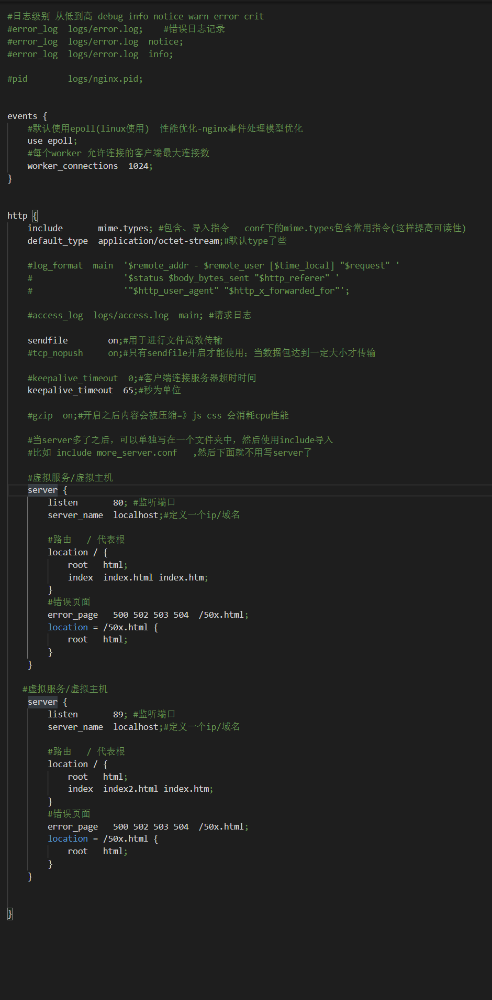 #日志级别 从低到高 debug info notice warn error crit
#error_log  logs/error.log;    #错误日志记录
#error_log  logs/error.log  notice;
#error_log  logs/error.log  info;
#pid        logs/nginx.pid;
events {
    #默认使用epoll(linux使用)  性能优化-nginx事件处理模型优化
    use epoll;
    #每个worker 允许连接的客户端最大连接数
    worker_connections  1024;
}
http {
    include       mime.types; #包含、导入指令   conf下的mime.types包含常用指令(这样提高可读性)
    default_type  application/octet-stream;#默认type了些
    #log_format  main  '$remote_addr - $remote_user [$time_local] "$request" '
    #                  '$status $body_bytes_sent "$http_referer" '
    #                  '"$http_user_agent" "$http_x_forwarded_for"';
    #access_log  logs/access.log  main; #请求日志
    sendfile        on;#用于进行文件高效传输
    #tcp_nopush     on;#只有sendfile开启才能使用；当数据包达到一定大小才传输
    #keepalive_timeout  0;#客户端连接服务器超时时间
    keepalive_timeout  65;#秒为单位
    #gzip  on;#开启之后内容会被压缩=》js css 会消耗cpu性能
    #当server多了之后，可以单独写在一个文件夹中，然后使用include导入
    #比如 include more_server.conf   ,然后下面就不用写server了
    #虚拟服务/虚拟主机
    server {
        listen       80; #监听端口
        server_name  localhost;#定义一个ip/域名
        #路由   / 代表根
        location / {
            root   html;
            index  index.html index.htm;
        }
        #错误页面
        error_page   500 502 503 504  /50x.html;
        location = /50x.html {
            root   html;
        }
    }
   #虚拟服务/虚拟主机
    server {
        listen       89; #监听端口
        server_name  localhost;#定义一个ip/域名
        #路由   / 代表根
        location / {
            root   html;
            index  index2.html index.htm;
        }
        #错误页面
        error_page   500 502 503 504  /50x.html;
        location = /50x.html {
            root   html;
        }
    }
}